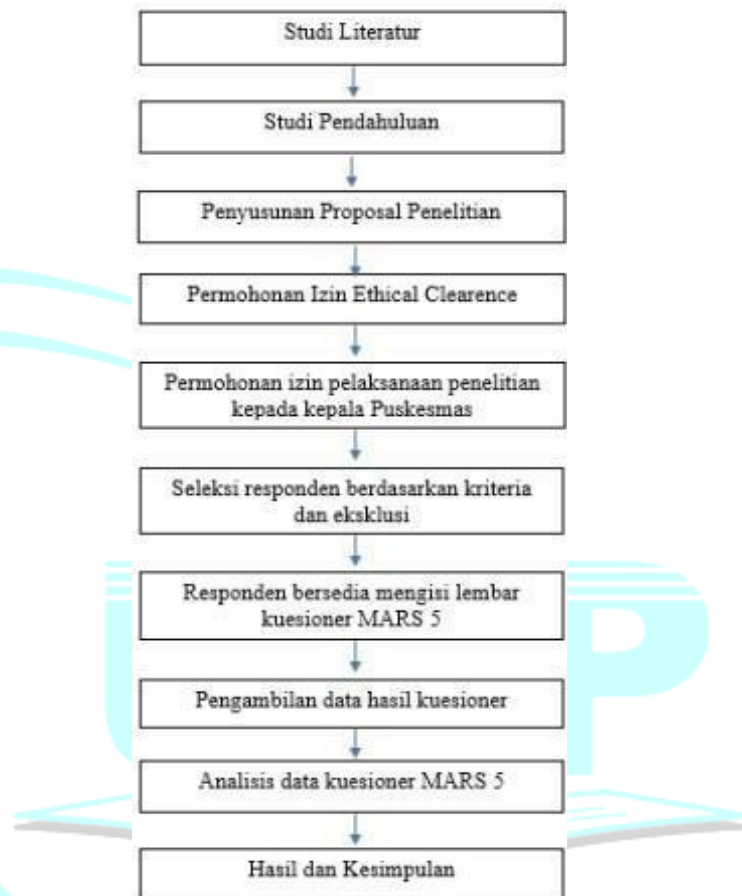 Studi Literatur
Studi Pendahuluan
Penyusunan Proposal Penelitian
Permohonan Izin Ethical Clearence
Permohonan izin pelaksanaan penelitian
kepada kepala Puskesmas
Seleksi responden berdasarkan kriteria
dan eksklusi
Responden bersedia mengisi lembar
kuesioner MARS 5
Pengambilan data hasil kuesioner
Analisis data kuesioner MARS 5
Hasil dan Kesimpulan